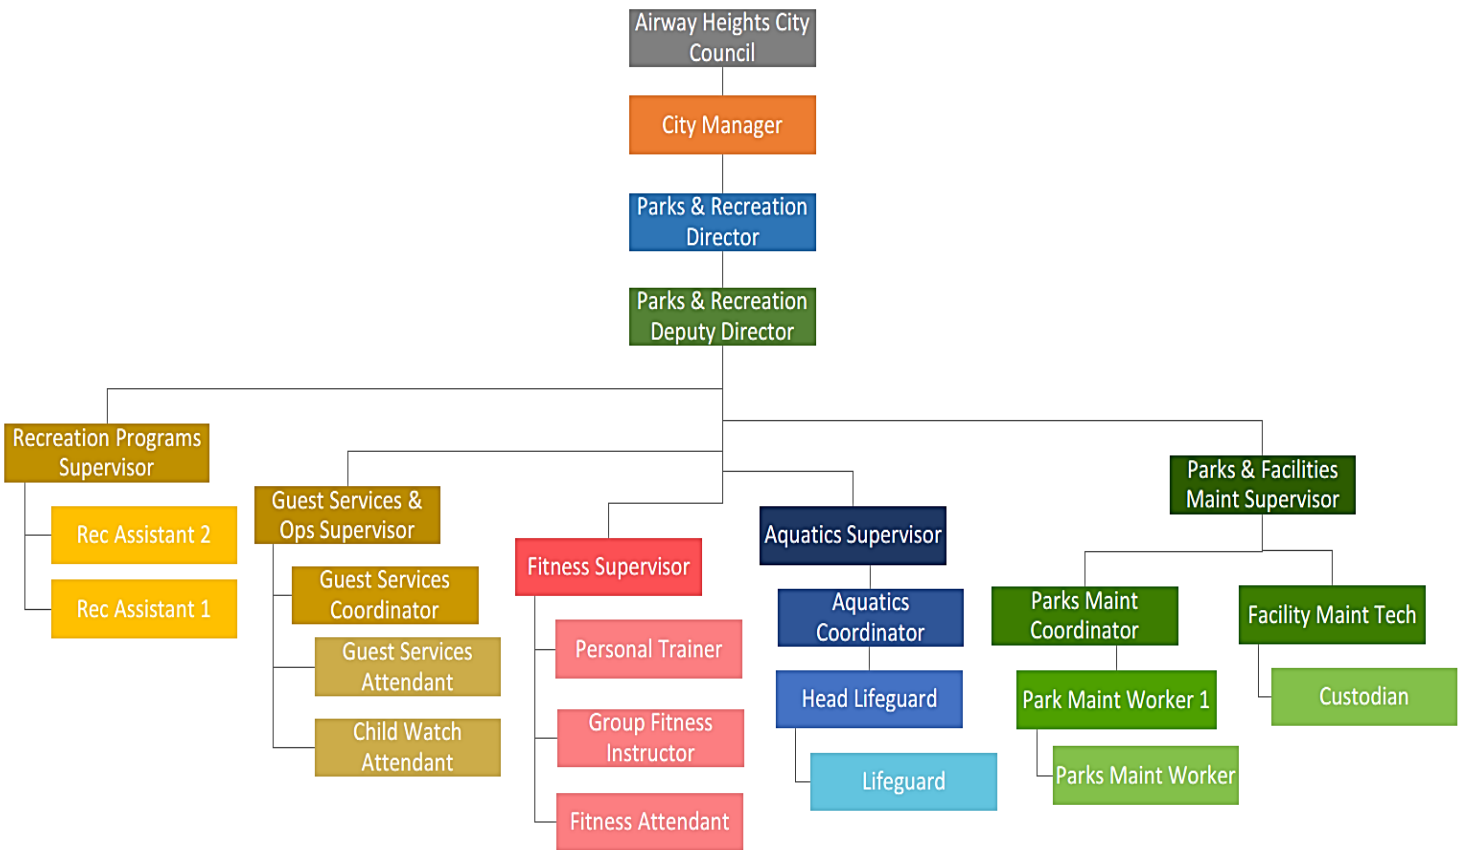 Airway Heights City
Council
City Manager
Parks & Recreation
Director
Parks & Recreation
Deputy Director
Recreation Programs
Supervisor
Rec Assistant 2
Rec Assistant 1
Guest Services &
Ops Supervisor
Guest Services
Coordinator
Guest Services
Attendant
Child Watch
Attendant
Fitness Supervisor
Personal Trainer
Group Fitness
Instructor
Fitness Attendant
Aquatics Supervisor
Aquatics
Coordinator
Head Lifeguard
Lifeguard
Parks & Facilities
Maint Supervisor
Parks Maint
Coordinator
Park Maint Worker 1
Parks Maint Worker
Facility Maint Tech
Custodian